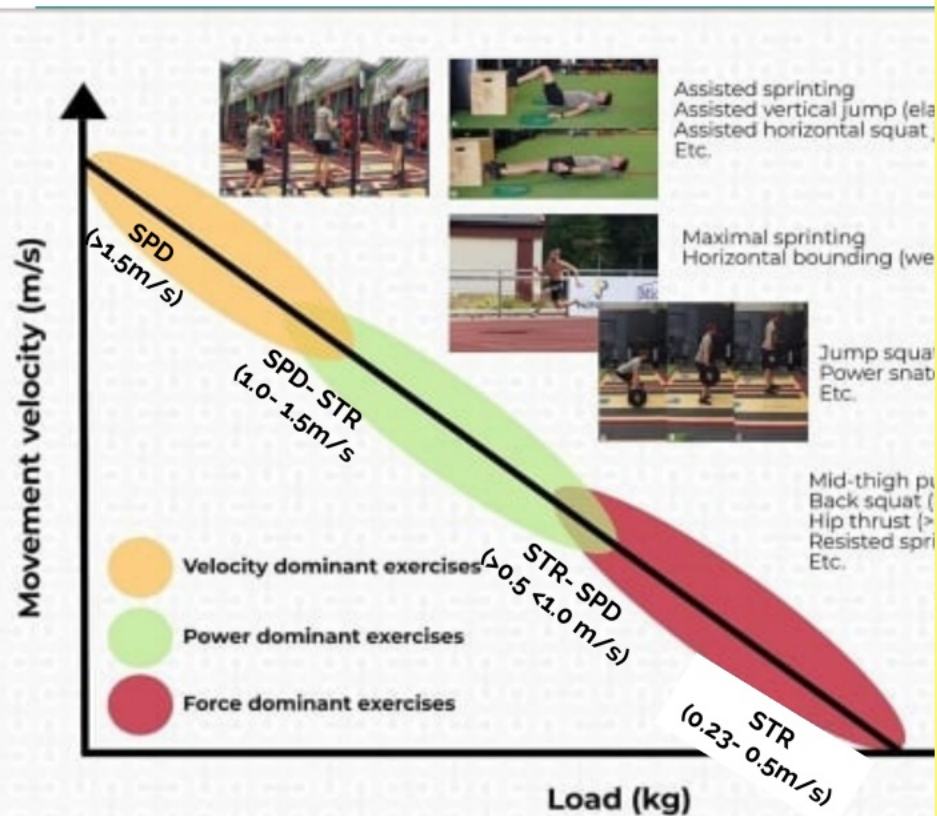 Assisted sprinting
Assisted vertical jump (ela
Assisted horizontal squat
Etc.
Maximal sprinting
Horizontal bounding (we
Jump squa
Power snat
Etc.
Mid-thigh pu
Back squat (
Hip thrust (>
Resisted spri
Etc.
Movement velocity (m/s)
SPD
(>1.5m/s)
SPD- STR
(1.0- 1.5m/s
STR- SPD
(>0.5 <1.0 m/s)
STR
(0.23- 0.5m/s)
Velocity dominant exercises
Power dominant exercises
Force dominant exercises
Load (kg)